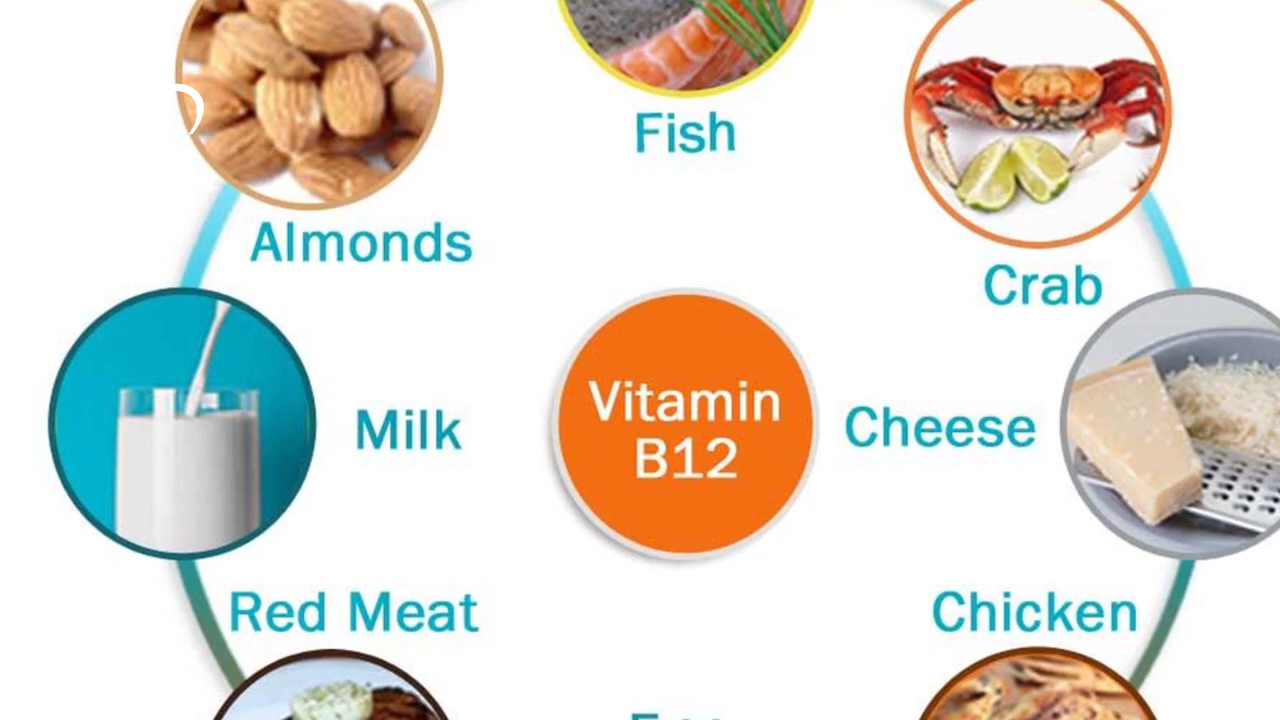 Fish
Almonds
Crab
Vitamin
B12
Milk
Cheese
Red Meat
Chicken